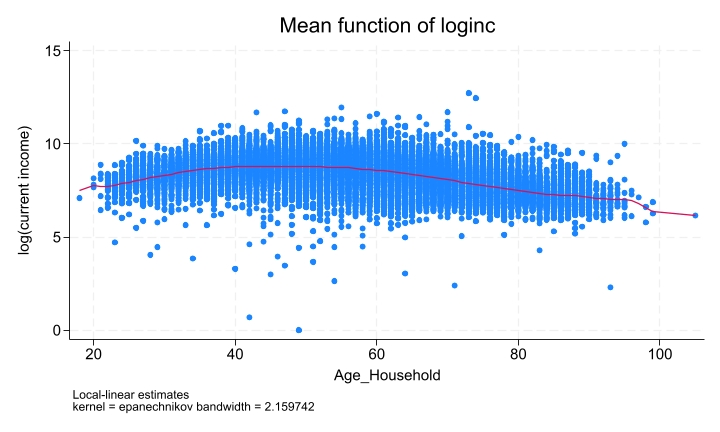 Mean function of loginc
15
10
5
0
log(current income)
20
40
60
80
100
Age_Household
Local-linear estimates
kernel = epanechnikov bandwidth = 2.159742